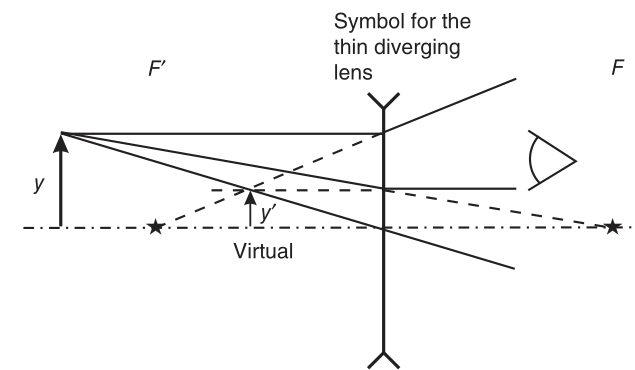 Symbol for the
thin diverging
lens
F′
F
y
y′
Virtual